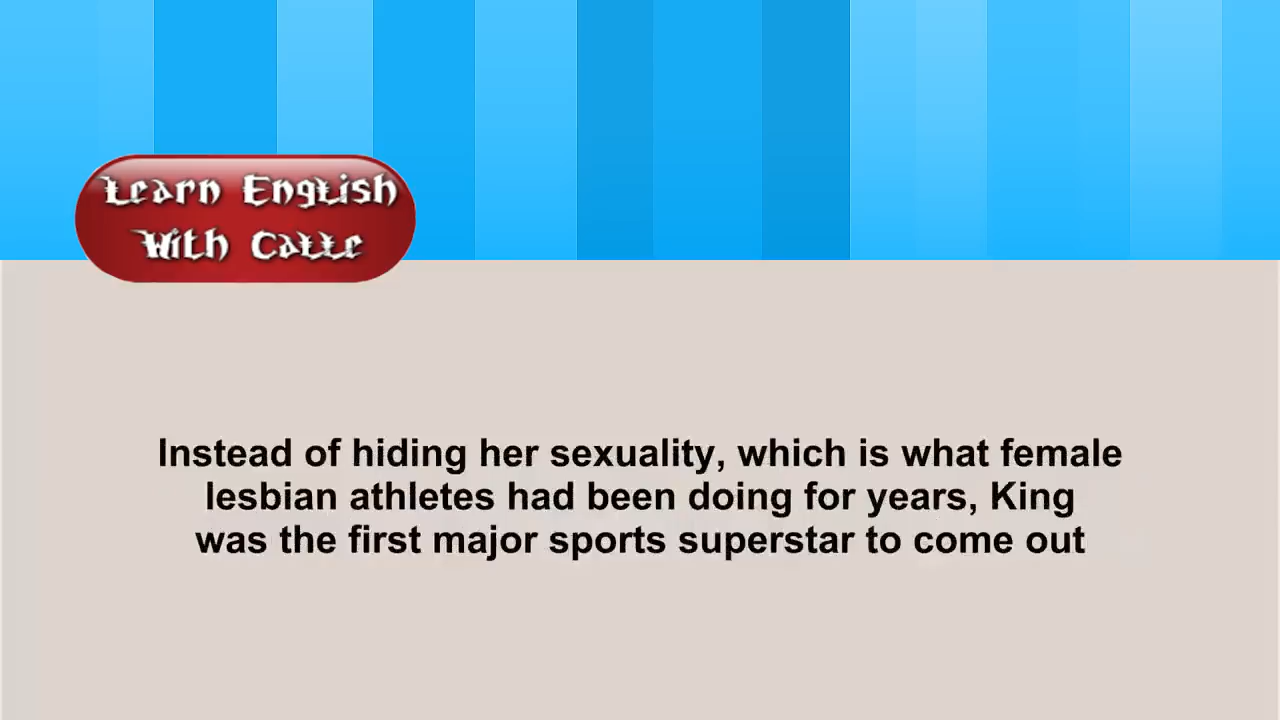 Learn English
With Calle
Instead of hiding her sexuality, which is what female
lesbian athletes had been doing for years, King
was the first major sports superstar to come out